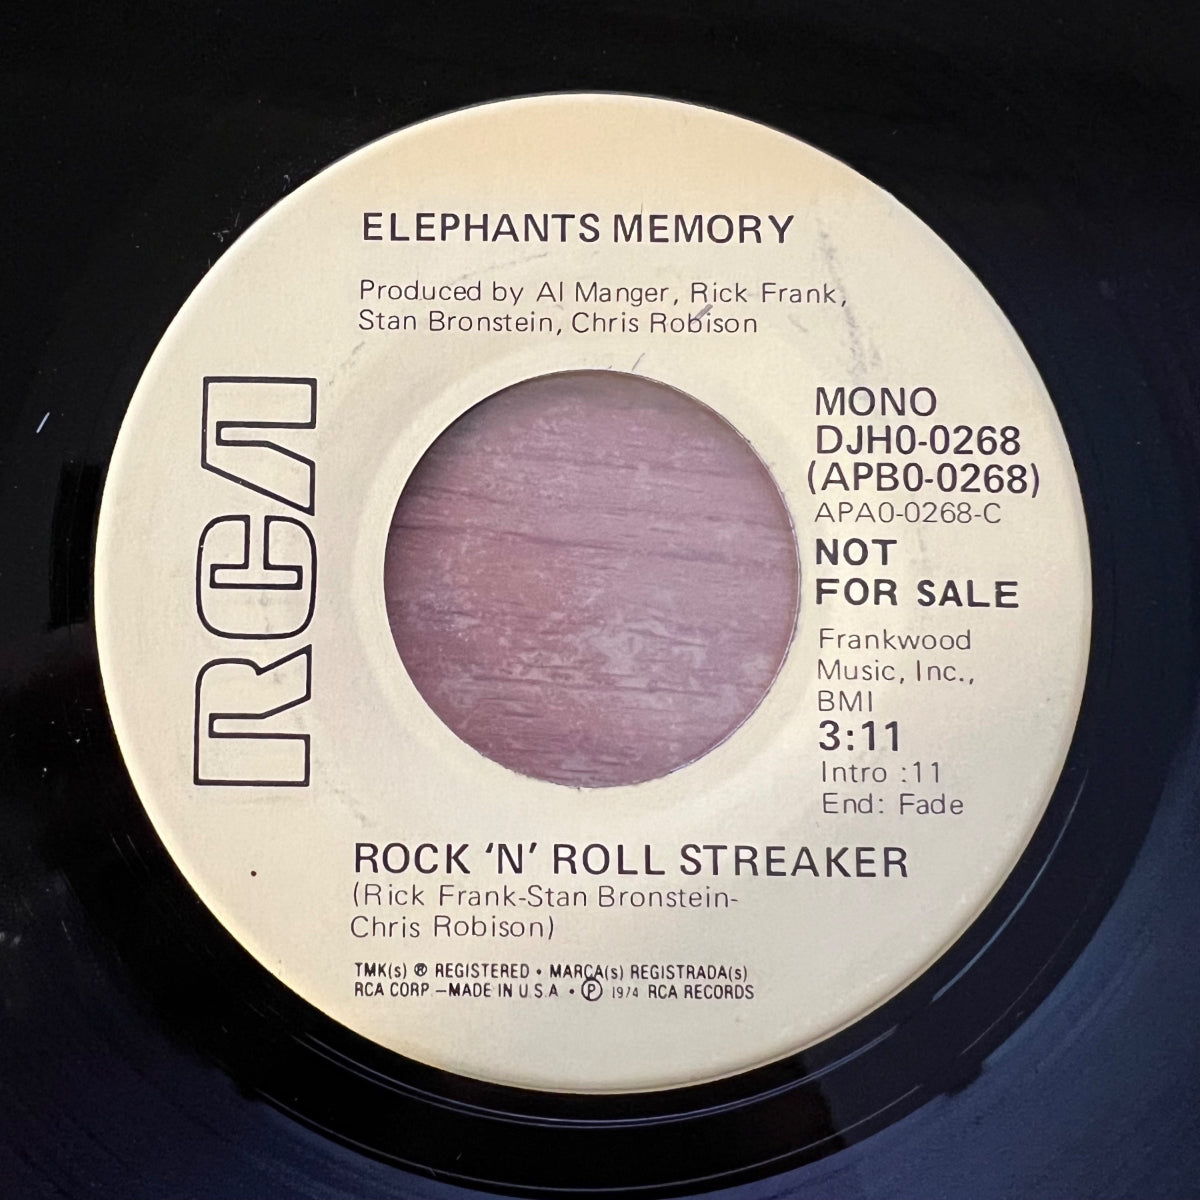 ELEPHANTS MEMORY
Produced by Al Manger, Rick Frank,
Stan Bronstein, Chris Robison
RCA
MONO
DJH0-0268
(APB0-0268)
APA0-0268-C
NOT
FOR SALE
Frankwood
Music, Inc.,
BMI
3:11
Intro :11
End: Fade
ROCK ‘N’ ROLL STREAKER
(Rick Frank-Stan Bronstein-
Chris Robison)
TMK(s) ® REGISTERED • MARCA(s) REGISTRADA(s)
RCA CORP.—MADE IN U.S.A. • ℗ 1974 RCA RECORDS